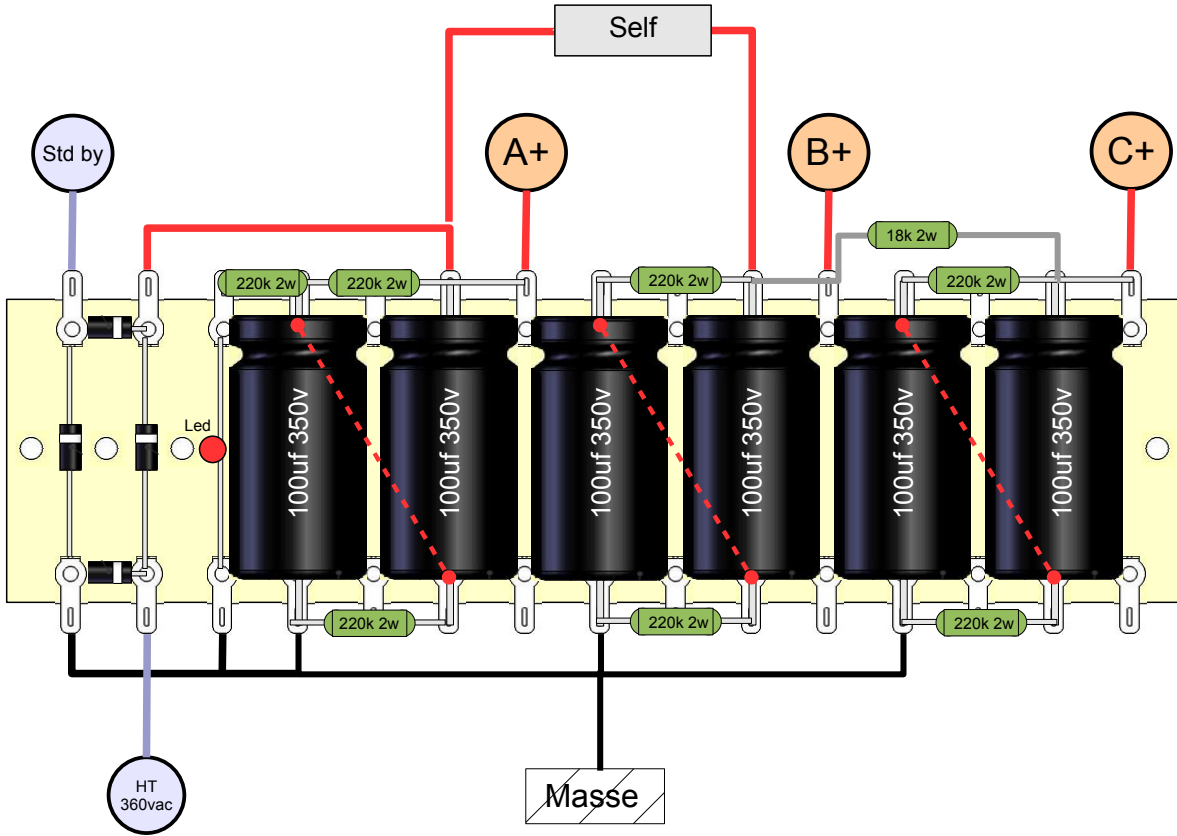 Self
Std by
A+
B+
C+
18k 2w
220k 2w
220k 2w
220k 2w
220k 2w
Led
100uf 350v
100uf 350v
100uf 350v
100uf 350v
100uf 350v
100uf 350v
220k 2w
220k 2w
220k 2w
HT
360vac
Masse